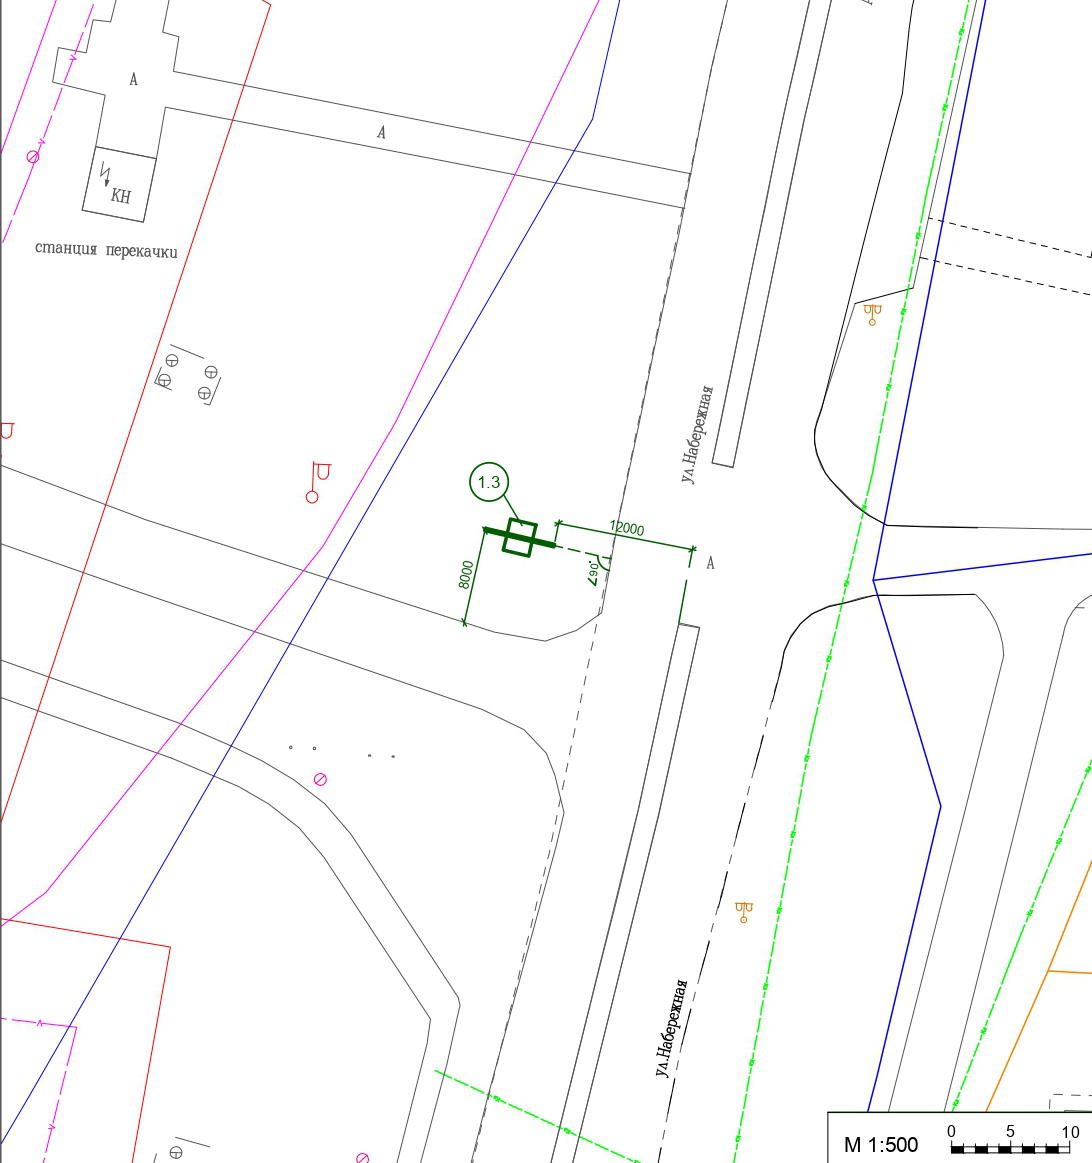 А
А
КН
станция перекачки
ул.Набережная
1.3
12000
8000
90°
А
ул.Набережная
М 1:500
0 5 10